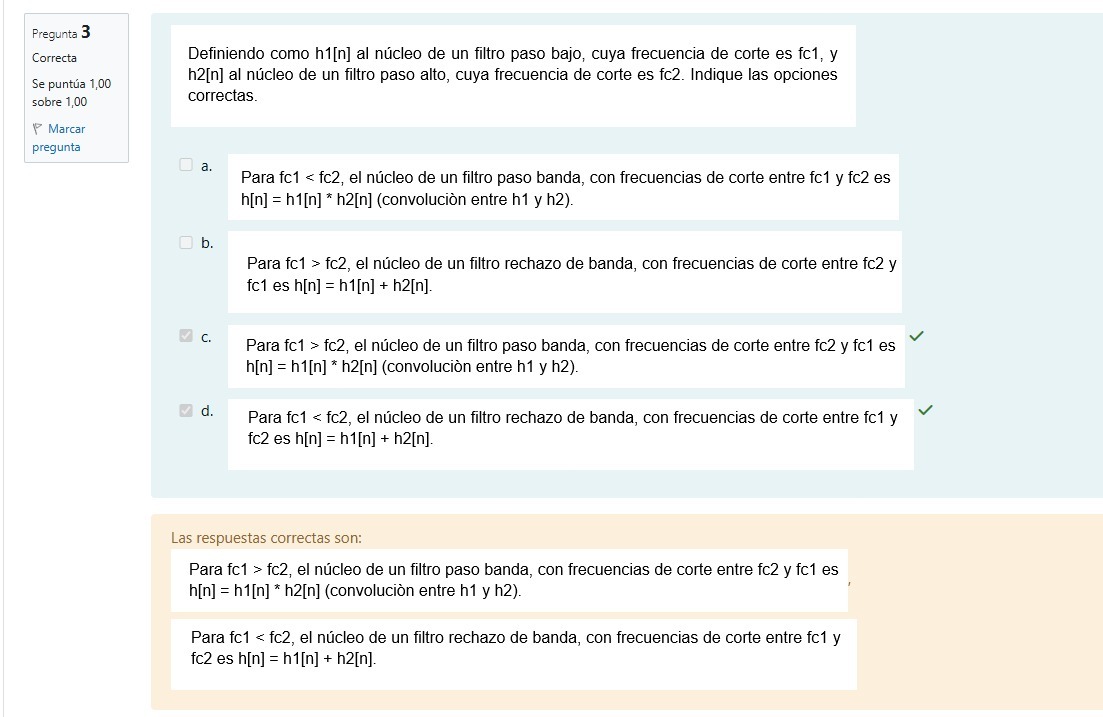 Pregunta 3
Correcta
Se puntúa 1,00
sobre 1,00
Marcar
pregunta
Definiendo como h1[n] al núcleo de un filtro paso bajo, cuya frecuencia de corte es fc1, y
h2[n] al núcleo de un filtro paso alto, cuya frecuencia de corte es fc2. Indique las opciones
correctas.
a.
Para fc1 < fc2, el núcleo de un filtro paso banda, con frecuencias de corte entre fc1 y fc2 es
h[n] = h1[n] * h2[n] (convoluciòn entre h1 y h2).
b.
Para fc1 > fc2, el núcleo de un filtro rechazo de banda, con frecuencias de corte entre fc2 y
fc1 es h[n] = h1[n] + h2[n].
c.
Para fc1 > fc2, el núcleo de un filtro paso banda, con frecuencias de corte entre fc2 y fc1 es
h[n] = h1[n] * h2[n] (convoluciòn entre h1 y h2).
d.
Para fc1 < fc2, el núcleo de un filtro rechazo de banda, con frecuencias de corte entre fc1 y
fc2 es h[n] = h1[n] + h2[n].
Las respuestas correctas son:
Para fc1 > fc2, el núcleo de un filtro paso banda, con frecuencias de corte entre fc2 y fc1 es
h[n] = h1[n] * h2[n] (convoluciòn entre h1 y h2).
,
Para fc1 < fc2, el núcleo de un filtro rechazo de banda, con frecuencias de corte entre fc1 y
fc2 es h[n] = h1[n] + h2[n].